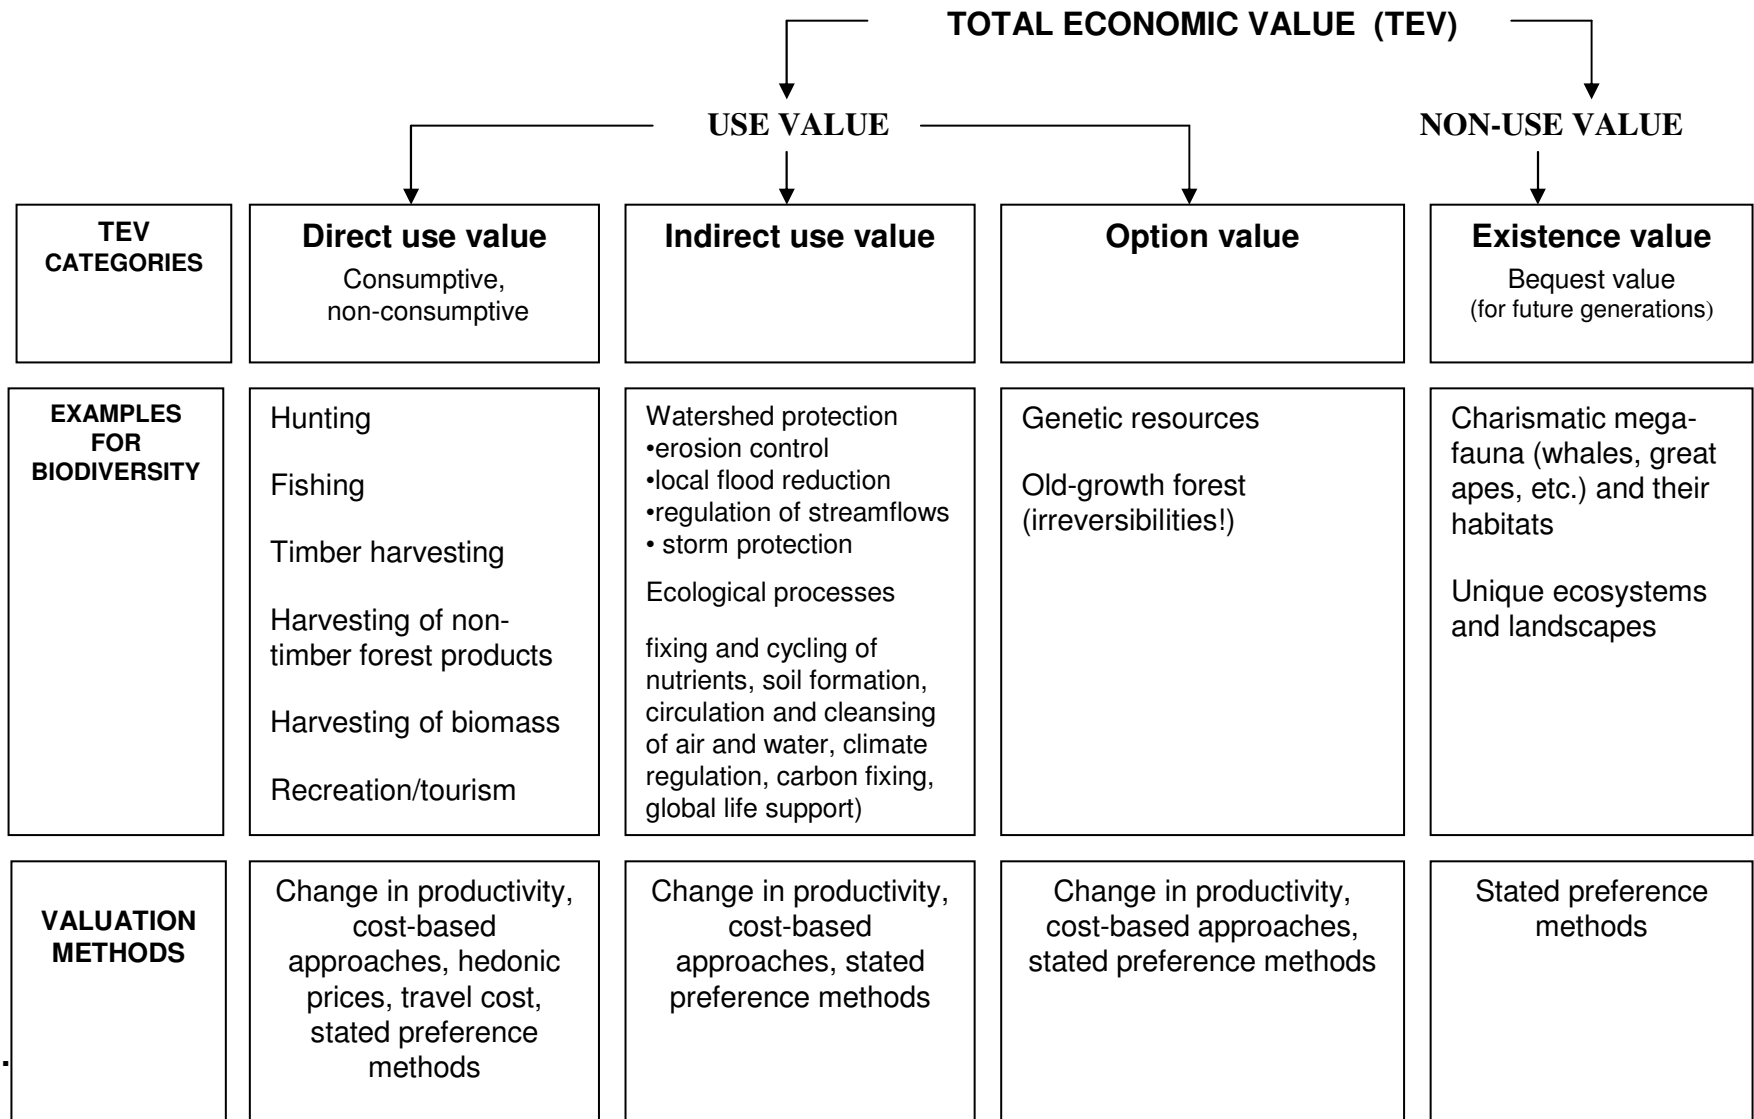 TOTAL ECONOMIC VALUE (TEV)
USE VALUE
NON-USE VALUE
TEV
CATEGORIES
Direct use value
Consumptive,
non-consumptive
Indirect use value
Option value
Existence value
Bequest value
(for future generations)
EXAMPLES
FOR
BIODIVERSITY
Hunting
Fishing
Timber harvesting
Harvesting of non-
timber forest products
Harvesting of biomass
Recreation/tourism
Watershed protection
•erosion control
•local flood reduction
•regulation of streamflows
• storm protection
Ecological processes
fixing and cycling of
nutrients, soil formation,
circulation and cleansing
of air and water, climate
regulation, carbon fixing,
global life support)
Genetic resources
Old-growth forest
(irreversibilities!)
Charismatic mega-
fauna (whales, great
apes, etc.) and their
habitats
Unique ecosystems
and landscapes
VALUATION
METHODS
Change in productivity,
cost-based
approaches, hedonic
prices, travel cost,
stated preference
methods
Change in productivity,
cost-based
approaches, stated
preference methods
Change in productivity,
cost-based approaches,
stated preference methods
Stated preference
methods
.